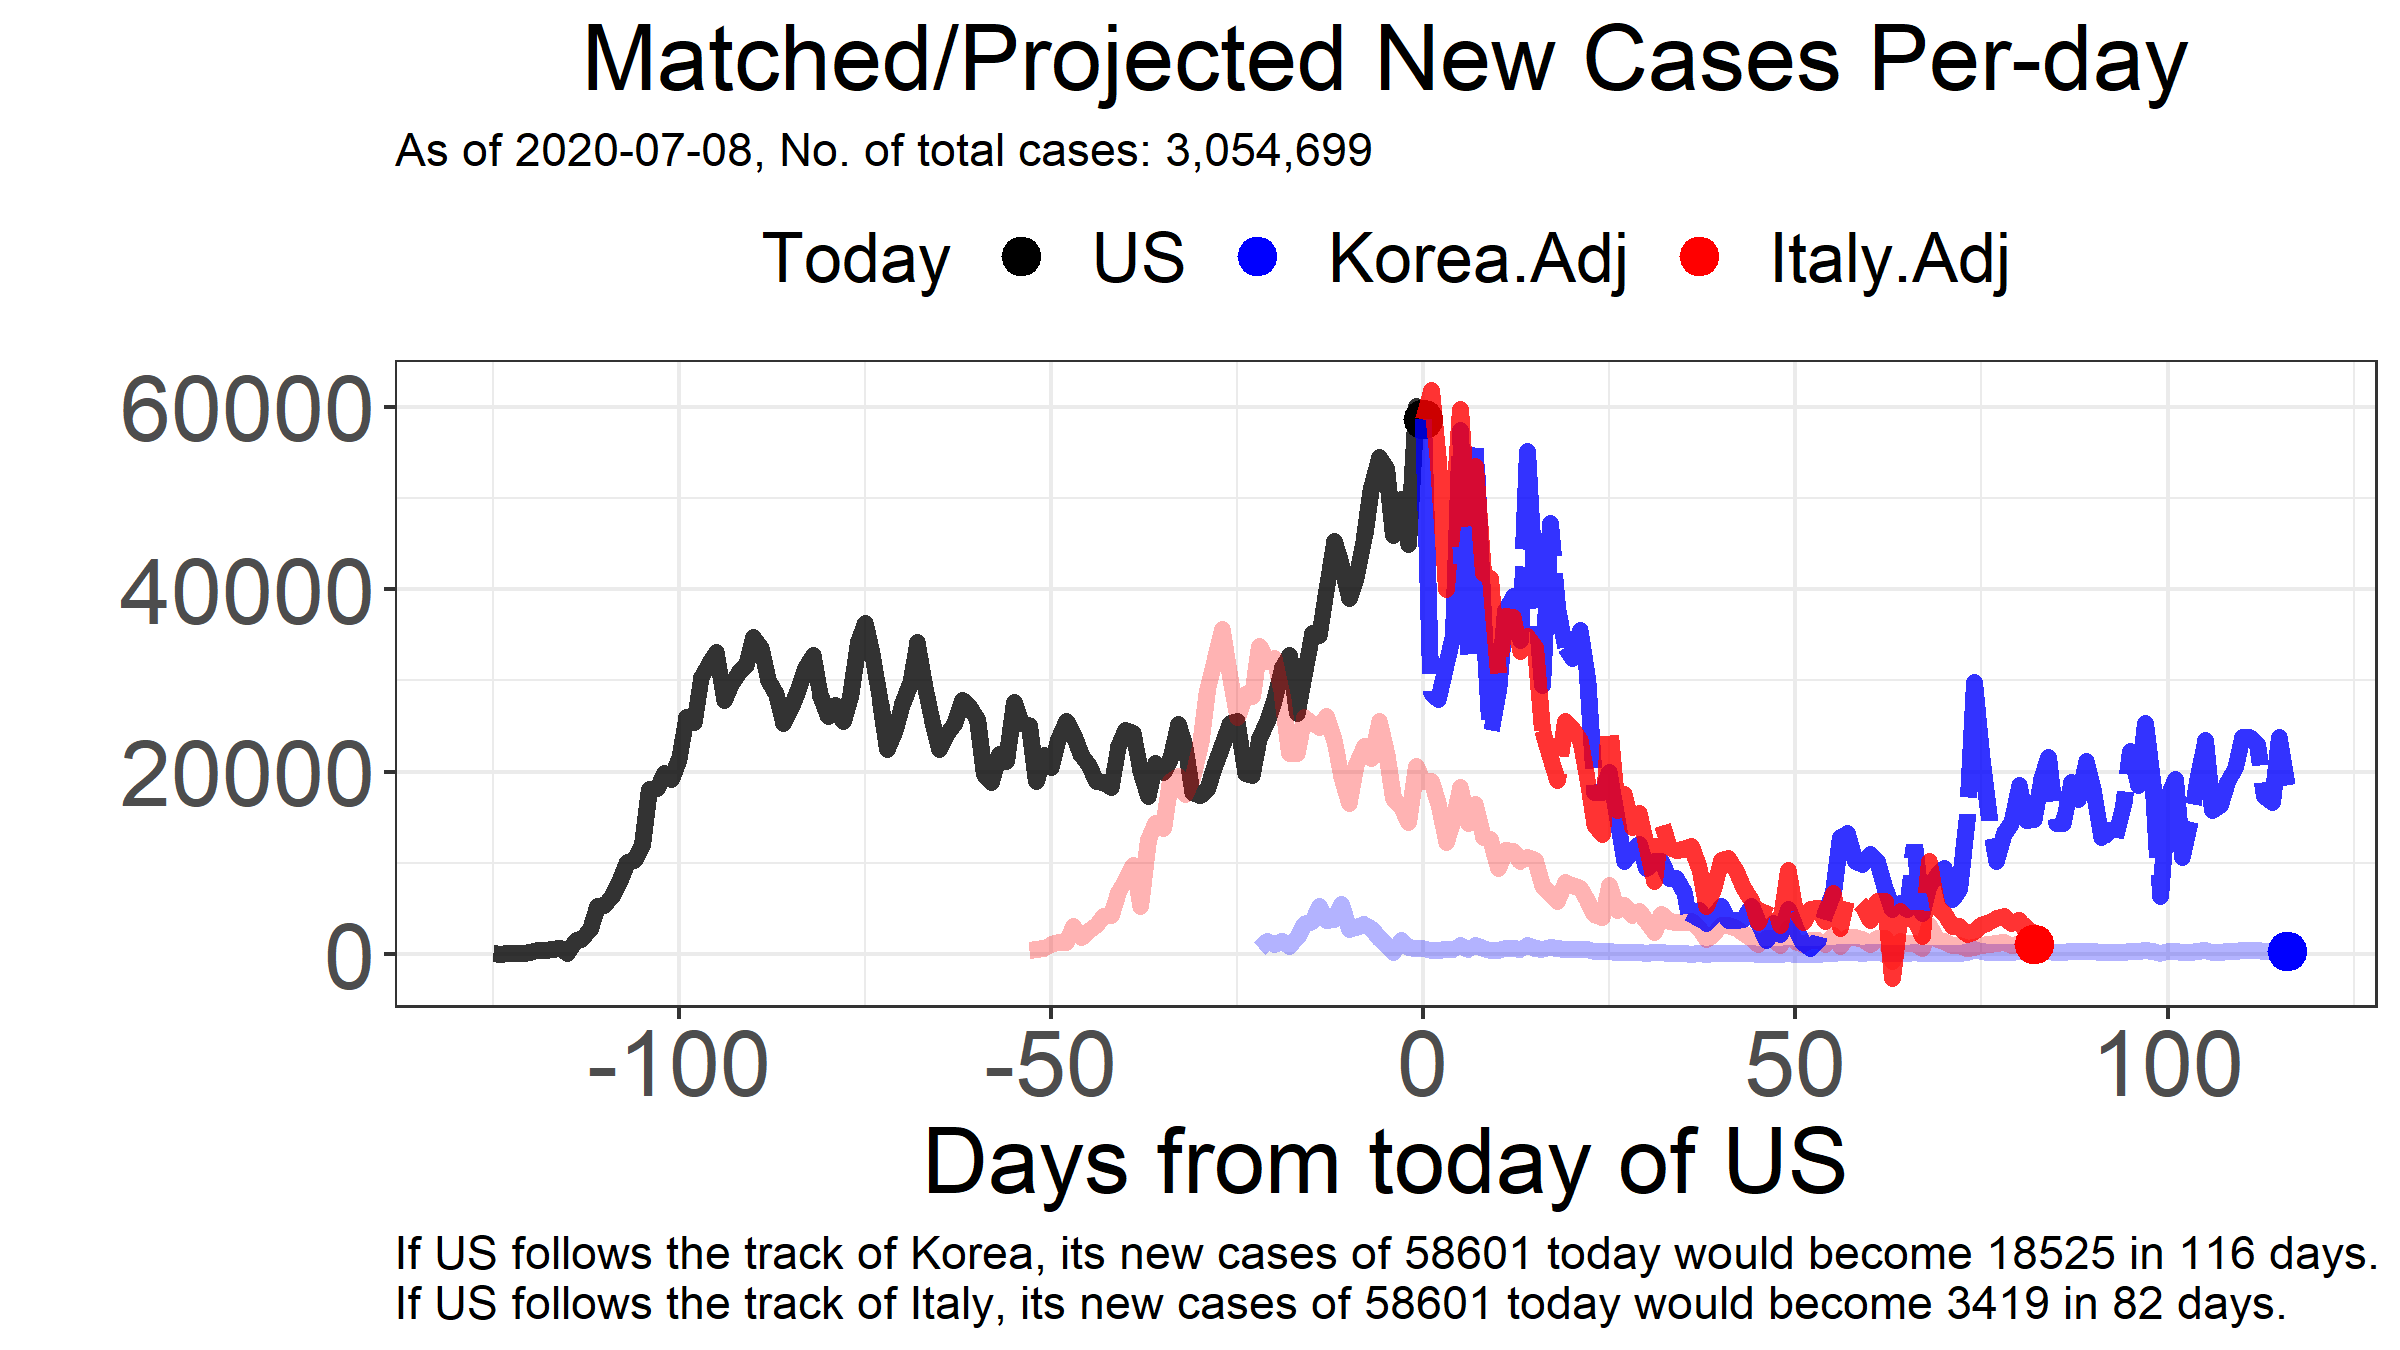 Matched/Projected New Cases Per-day
As of 2020-07-08, No. of total cases: 3,054,699
Today US Korea.Adj Italy.Adj
60000
40000
20000
0
-100 -50 0 50 100
Days from today of US
If US follows the track of Korea, its new cases of 58601 today would become 18525 in 116 days.
If US follows the track of Italy, its new cases of 58601 today would become 3419 in 82 days.